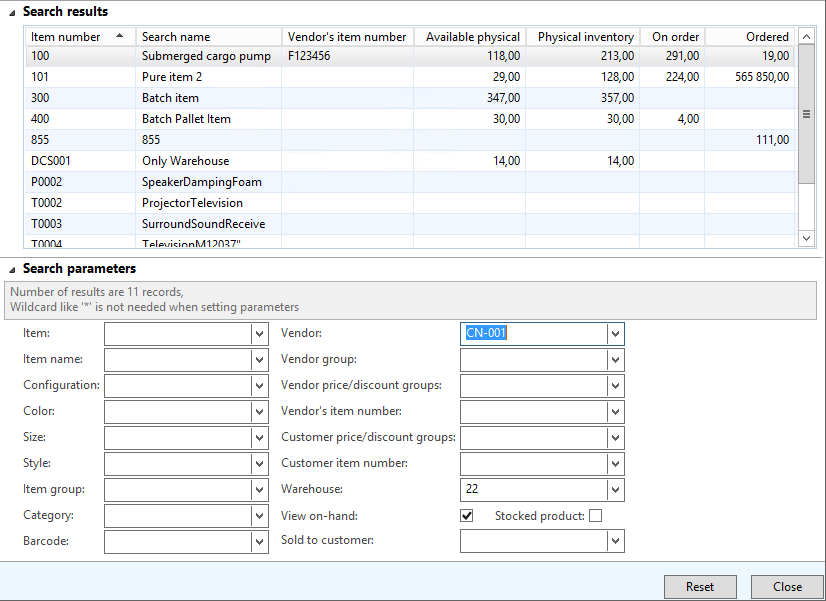 Search results
Item number Search name Vendor's item number Available physical Physical inventory On order Ordered
100 Submerged cargo pump F123456 118,00 213,00 291,00 19,00
101 Pure item 2 29,00 128,00 224,00 565 850,00
300 Batch item 347,00 357,00
400 Batch Pallet Item 30,00 30,00 4,00
855 855 111,00
DCS001 Only Warehouse 14,00 14,00
P0002 SpeakerDampingFoam
T0002 ProjectorTelevision
T0003 SurroundSoundReceive
T0004 TelevisionM12037"
Search parameters
Number of results are 11 records,
Wildcard like '*' is not needed when setting parameters
Item: Vendor: CN-001
Item name: Vendor group:
Configuration: Vendor price/discount groups:
Color: Vendor's item number:
Size: Customer price/discount groups:
Style: Customer item number:
Item group: Warehouse: 22
Category: View on-hand: Stocked product:
Barcode: Sold to customer:
Reset Close